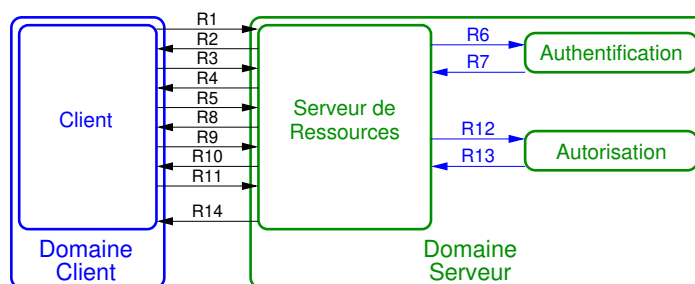 R1
R2
R3
R4
R5
R8
R9
R10
R11
R14
Client
Domaine
Client
Serveur de
Ressources
R6
R7
R12
R13
Authentification
Autorisation
Domaine
Serveur